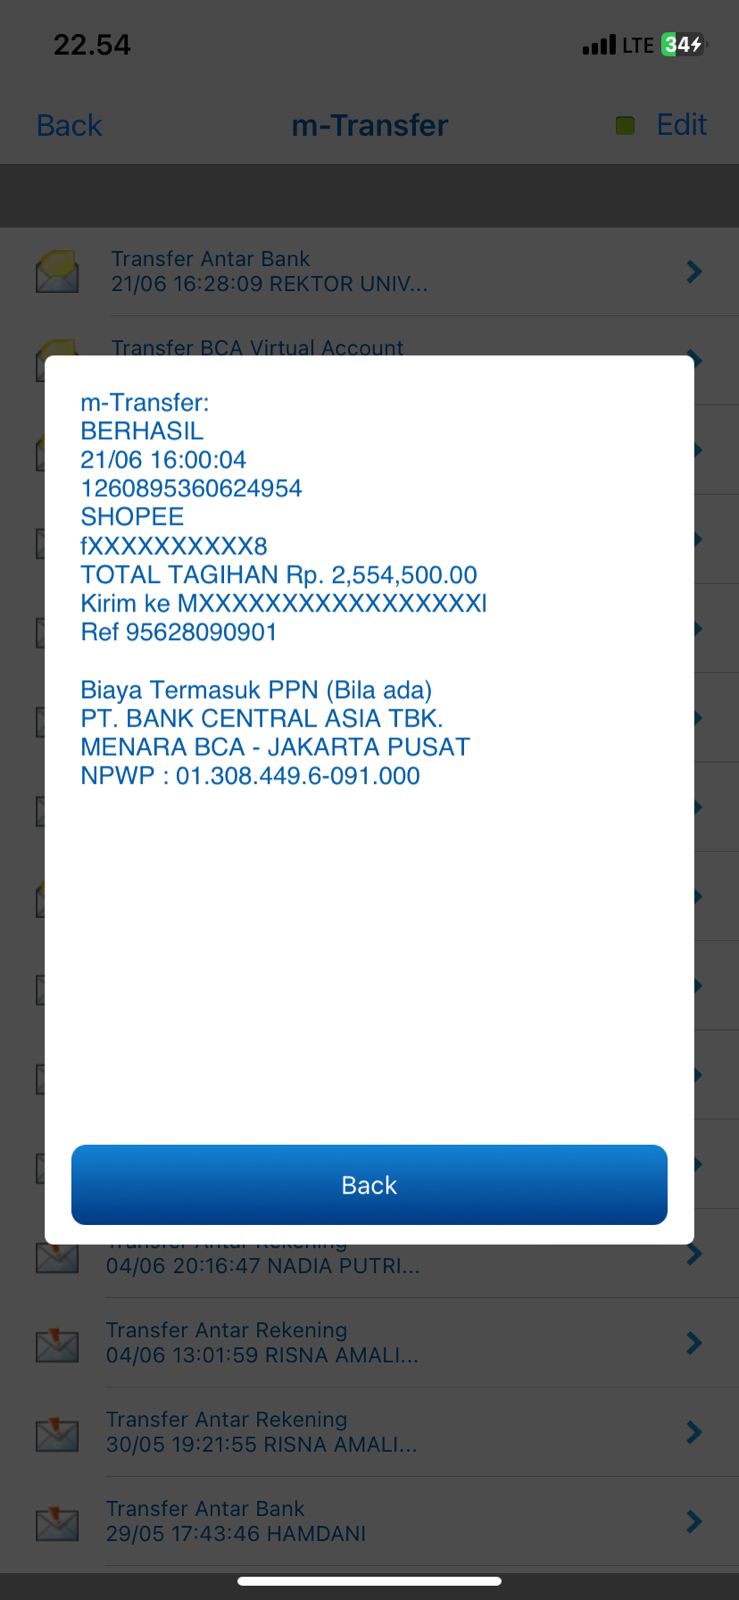 22.54
LTE 34
Back m-Transfer Edit
Transfer Antar Bank
21/06 16:28:09 REKTOR UNIV...
Transfer BCA Virtual Account
m-Transfer:
BERHASIL
21/06 16:00:04
1260895360624954
SHOPEE
fXXXXXXXXXX8
TOTAL TAGIHAN Rp. 2,554,500.00
Kirim ke MXXXXXXXXXXXXXXXXXI
Ref 95628090901
Biaya Termasuk PPN (Bila ada)
PT. BANK CENTRAL ASIA TBK.
MENARA BCA - JAKARTA PUSAT
NPWP : 01.308.449.6-091.000
Back
Transfer Antar Rekening
04/06 20:16:47 NADIA PUTRI...
Transfer Antar Rekening
04/06 13:01:59 RISNA AMALI...
Transfer Antar Rekening
30/05 19:21:55 RISNA AMALI...
Transfer Antar Bank
29/05 17:43:46 HAMDANI